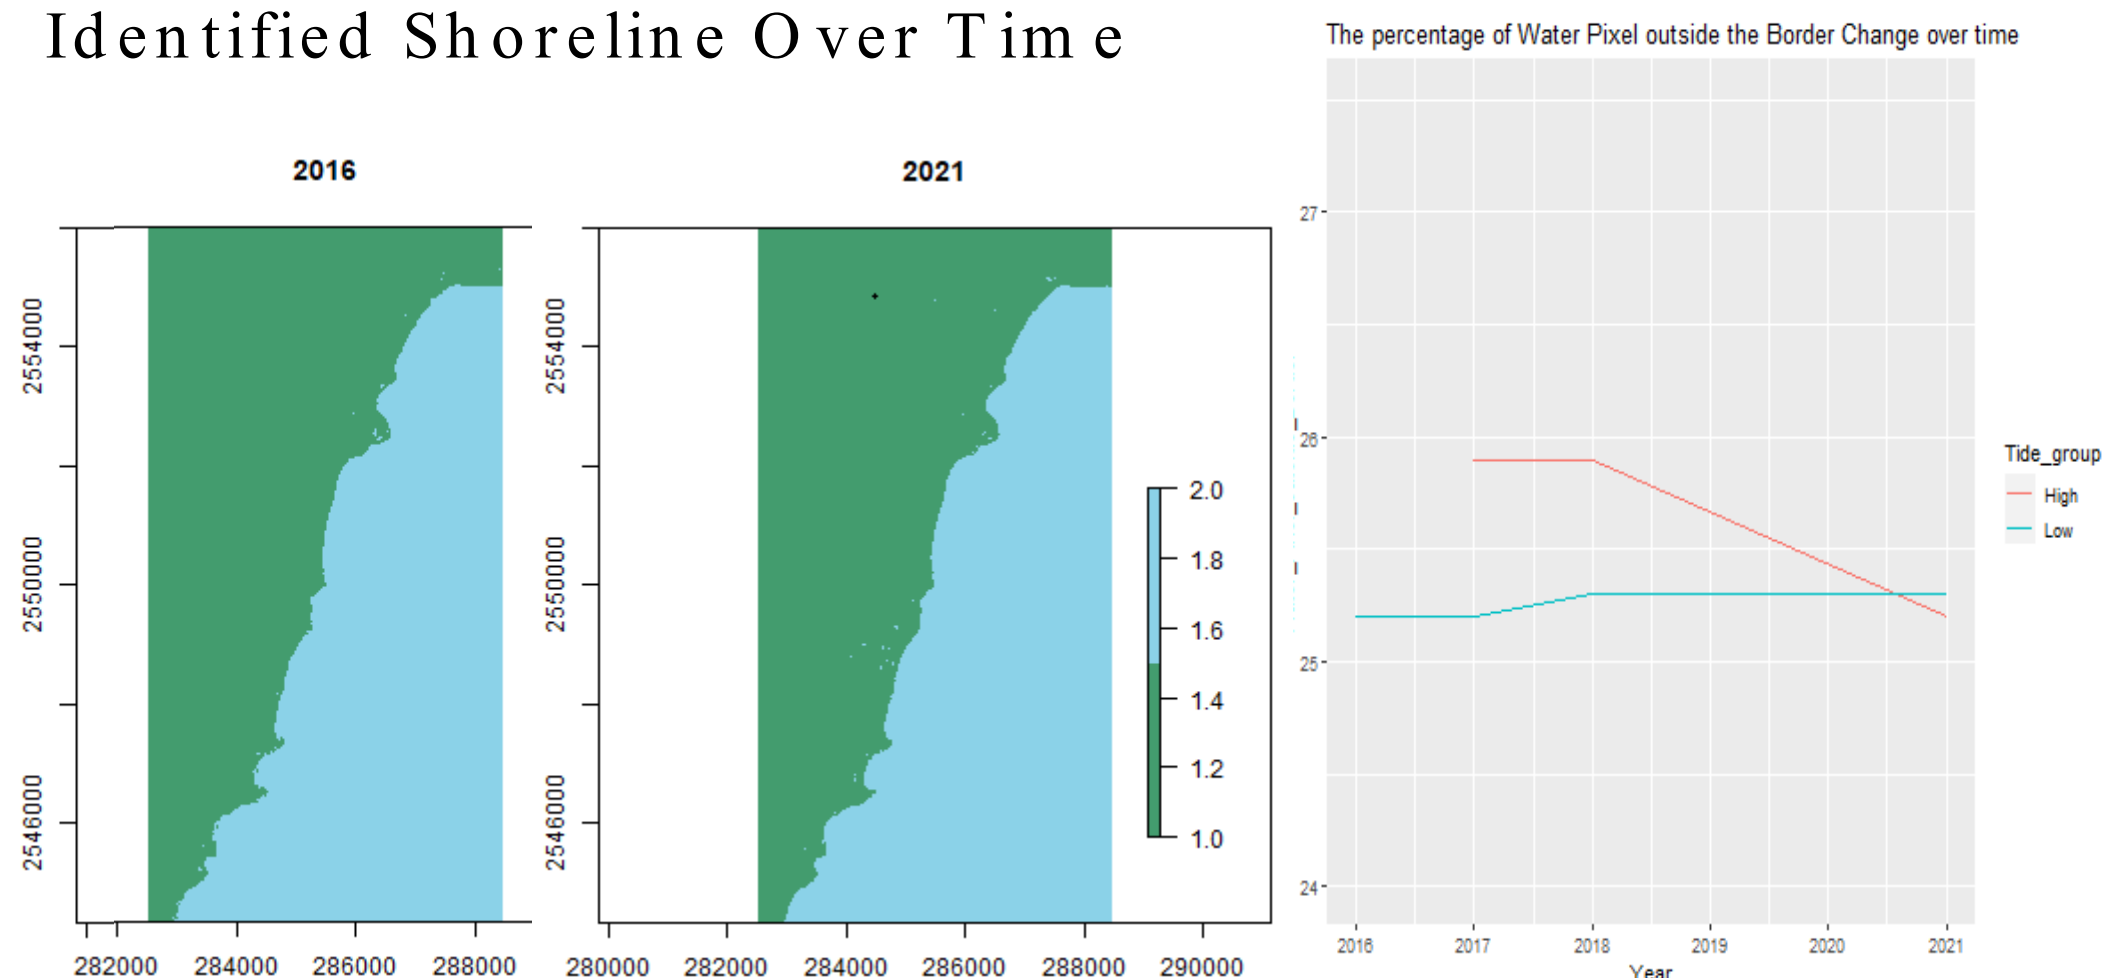 Identified Shoreline Over Time
The percentage of Water Pixel outside the Border Change over time
2016
2021
2554000
2550000
2546000
282000 284000 286000 288000
2554000
2550000
2546000
280000 282000 284000 286000 288000 290000
2.0
1.8
1.6
1.4
1.2
1.0
27
26
25
24
2016 2017 2018 2019 2020 2021
Year
Tide_group
High
Low